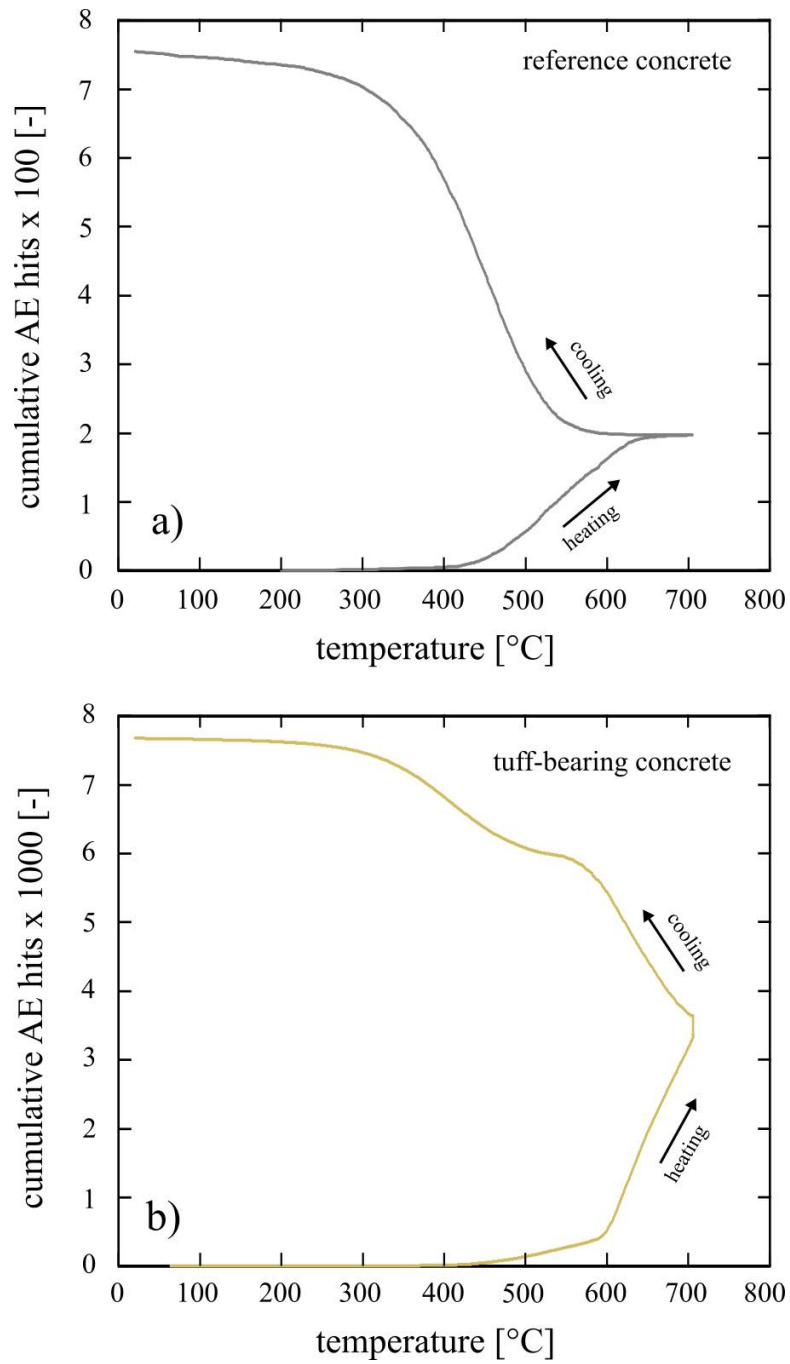 8
reference concrete
7
6
5
4
cooling
3
2
1
heating
a)
0
0 100 200 300 400 500 600 700 800
cumulative AE hits x 100 [-]
temperature [°C]
8
tuff-bearing concrete
7
6
5
cooling
4
3
2
heating
1
b)
0
0 100 200 300 400 500 600 700 800
cumulative AE hits x 1000 [-]
temperature [°C]